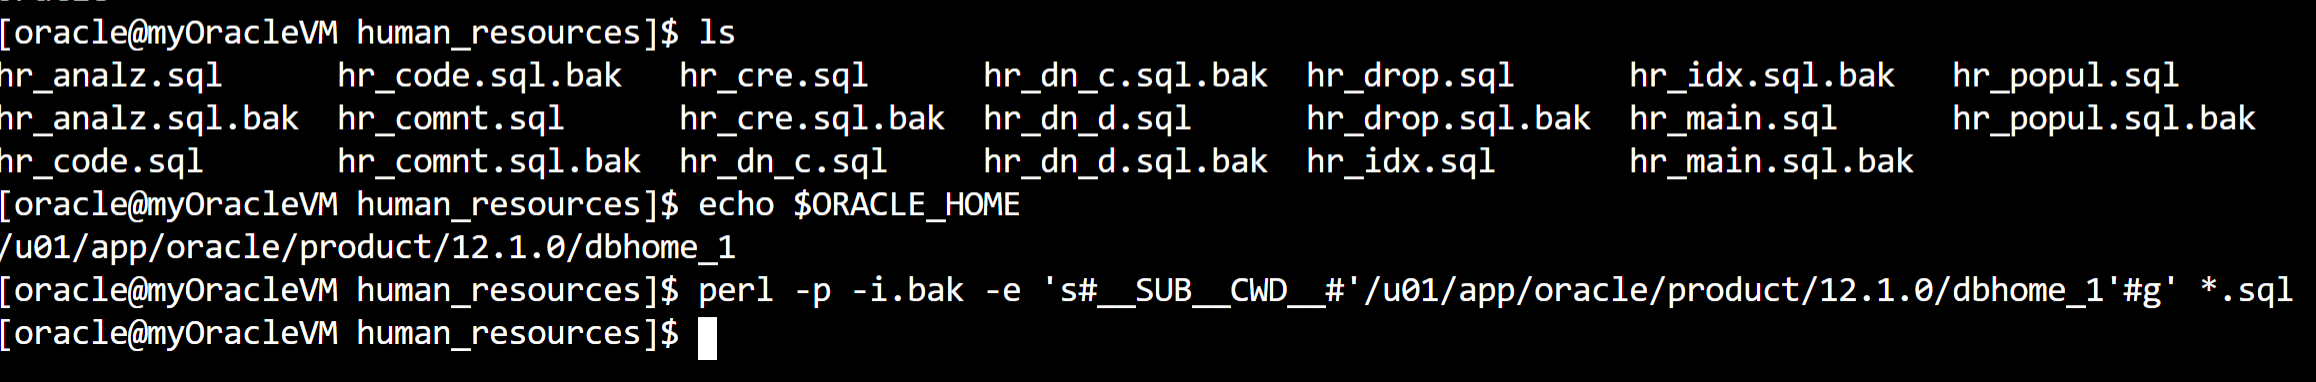 [oracle@myOracleVM human_resources]$ ls
hr_analz.sql      hr_code.sql.bak   hr_cre.sql      hr_dn_c.sql.bak  hr_drop.sql      hr_idx.sql.bak   hr_popul.sql
hr_analz.sql.bak  hr_comnt.sql      hr_cre.sql.bak  hr_dn_d.sql      hr_drop.sql.bak  hr_main.sql      hr_popul.sql.bak
hr_code.sql       hr_comnt.sql.bak  hr_dn_c.sql     hr_dn_d.sql.bak  hr_idx.sql       hr_main.sql.bak
[oracle@myOracleVM human_resources]$ echo $ORACLE_HOME
/u01/app/oracle/product/12.1.0/dbhome_1
[oracle@myOracleVM human_resources]$ perl -p -i.bak -e 's#__SUB__CWD__#'/u01/app/oracle/product/12.1.0/dbhome_1'#g' *.sql
[oracle@myOracleVM human_resources]$